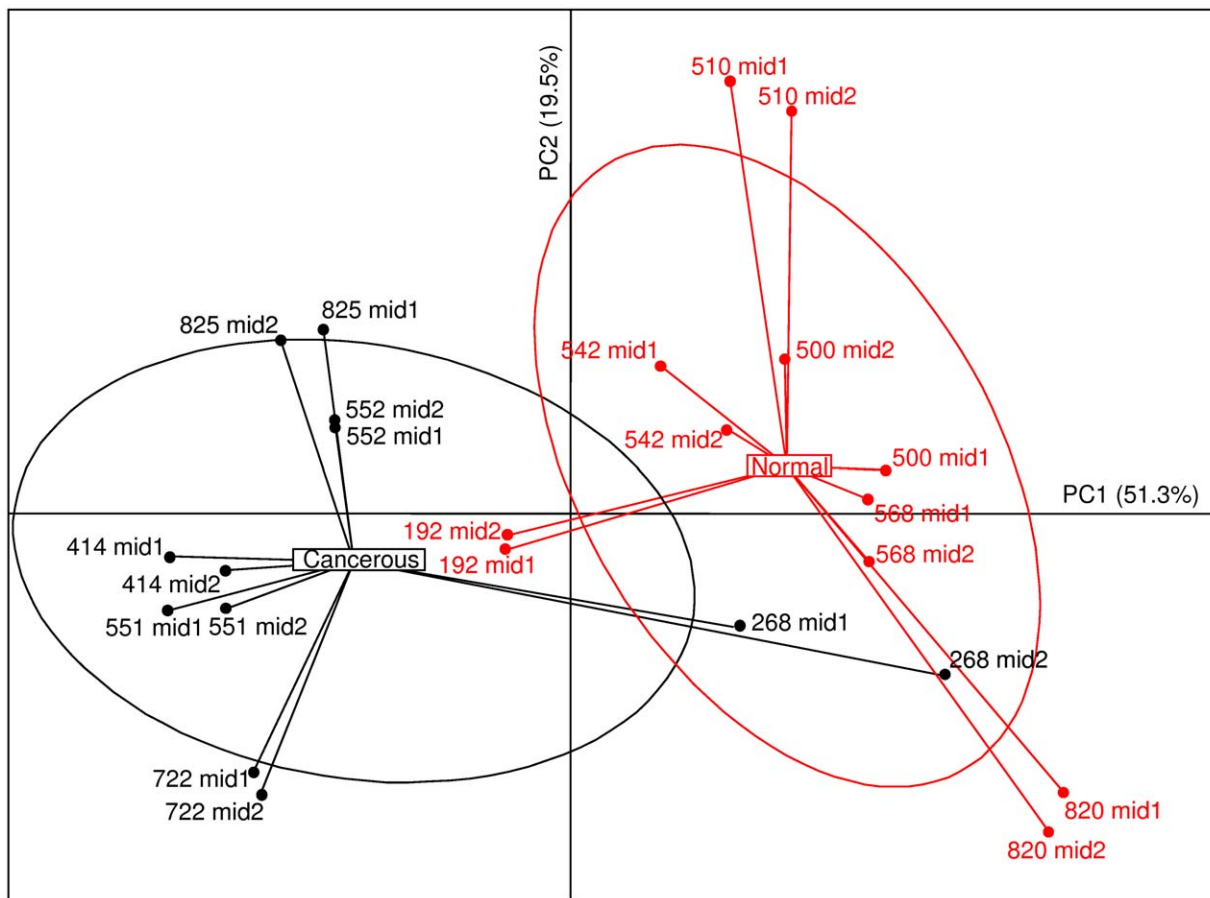 510 mid1
510 mid2
PC2 (19.5%)
825 mid1
825 mid2
542 mid1
500 mid2
552 mid2
552 mid1
542 mid2
Normal
500 mid1
PC1 (51.3%)
568 mid1
192 mid2
414 mid1
Cancerous
192 mid1
568 mid2
414 mid2
551 mid1
551 mid2
268 mid1
268 mid2
722 mid1
722 mid2
820 mid1
820 mid2